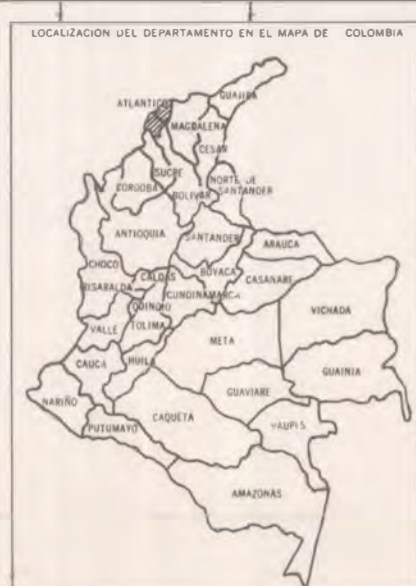 LOCALIZACION DEL DEPARTAMENTO EN EL MAPA DE COLOMBIA
GUAJIRA
ATLANTICO
MAGDALENA
CESAR
SUCRE
NORTE DE
SANTANDER
CORDOBA
BOLIVAR
ANTIOQUIA
SANTANDER
ARAUCA
CHOCO
BOYACA
CALDAS
CASANARE
RISARALDA
CUNDINAMARCA
QUINDIO
VICHADA
VALLE
TOLIMA
META
CAUCA
HUILA
GUAINIA
GUAVIARE
NARIÑO
CAQUETA
VAUPES
PUTUMAYO
AMAZONAS